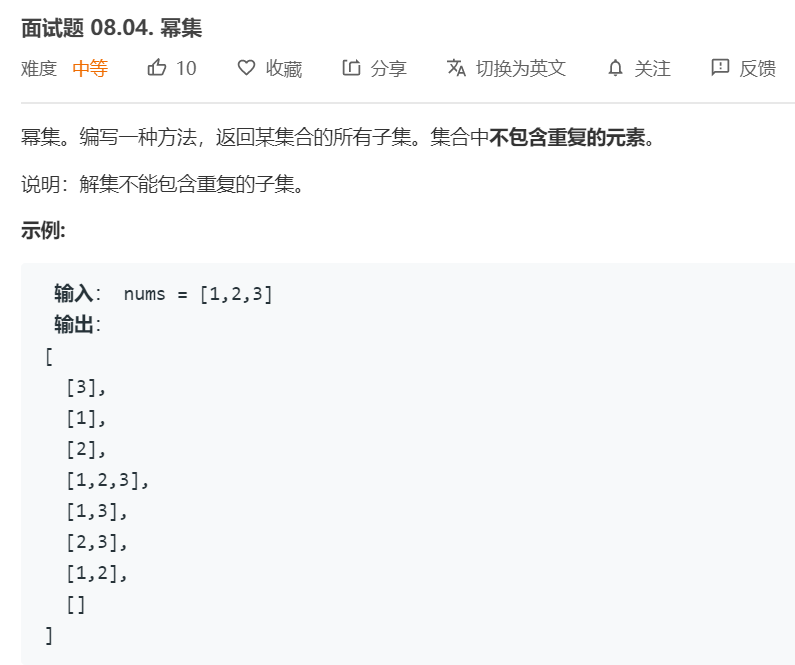 面试题 08.04. 幂集
难度 中等 10 收藏 分享 切换为英文 关注 反馈
幂集。编写一种方法，返回某集合的所有子集。集合中不包含重复的元素。
说明：解集不能包含重复的子集。
示例:
输入： nums = [1,2,3]
输出：
[
[3],
[1],
[2],
[1,2,3],
[1,3],
[2,3],
[1,2],
[]
]